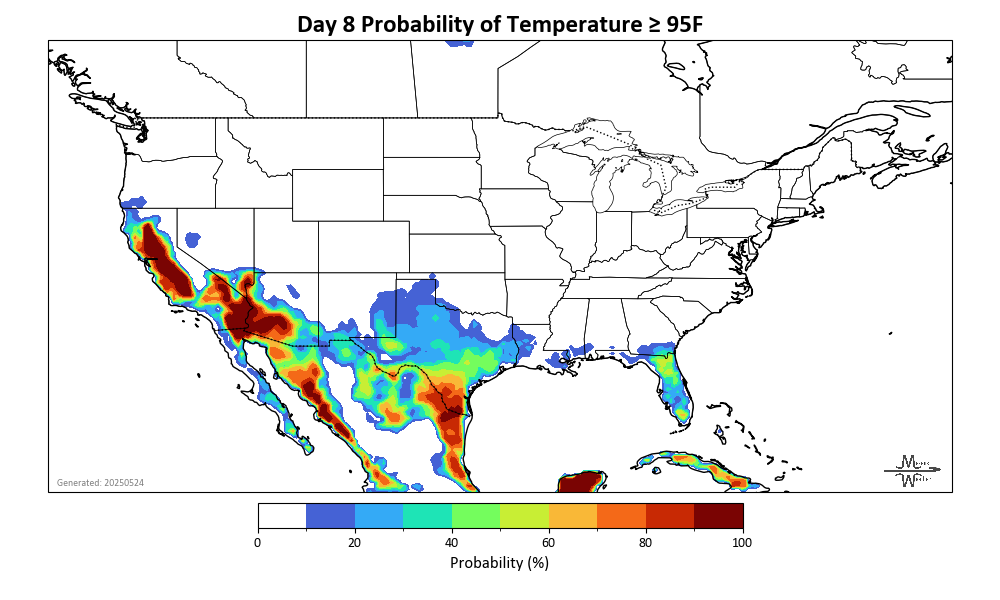 Day 8 Probability of Temperature ≥ 95F
Generated: 20250524
0 20 40 60 80 100
Probability (%)